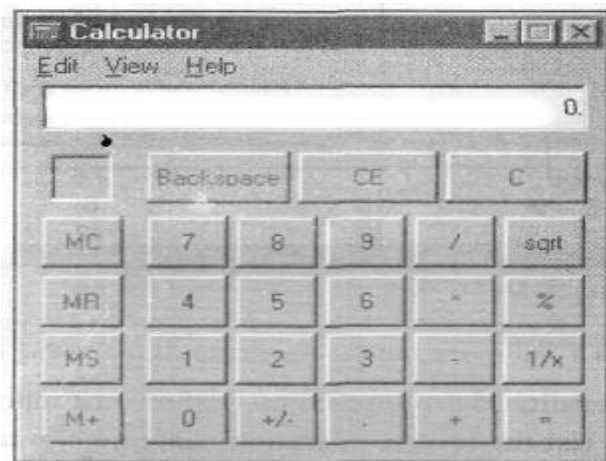 Calculator
Edit View Help
0.
Backspace CE C
MC 7 8 9 / sqrt
MR 4 5 6 * %
MS 1 2 3 - 1/x
M+ 0 +/- . + =